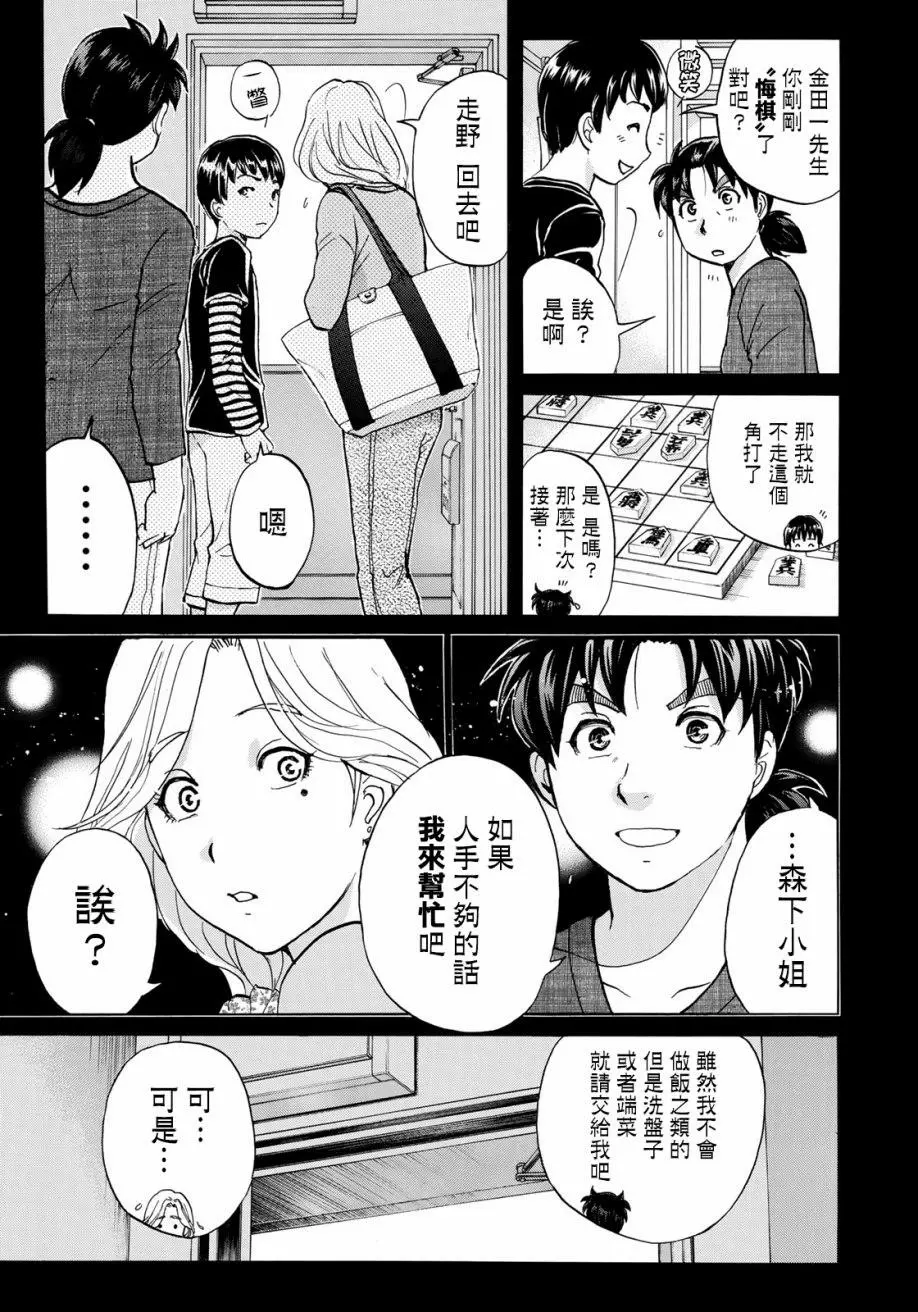 金田一先生
你剛剛
〝悔棋〞了
對吧？
微笑
誒？
是啊
那我就
不走這個
角打了
是 是嗎？
那麼下次
接著…
走野 回去吧
一瞥
嗯
……
…森下小姐
如果
人手不夠的話
我來幫忙吧
誒？
雖然我不會
做飯之類的
但是洗盤子
或者端菜
就請交給我吧
可…
可是…